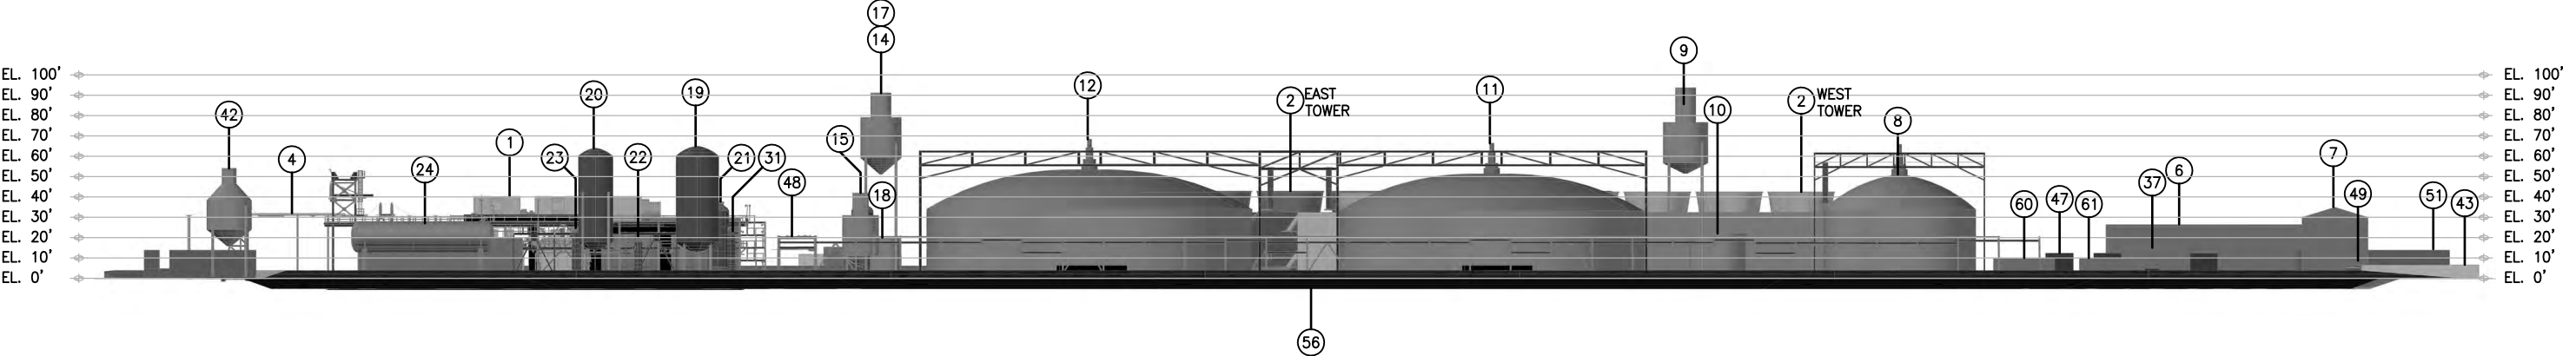 17
14
9
EL. 100'
EL. 90'
EL. 80'
EL. 70'
EL. 60'
EL. 50'
EL. 40'
EL. 30'
EL. 20'
EL. 10'
EL. 0'
42
4
24
1
23
20
22
19
21
31
48
15
18
12
2 EAST
TOWER
11
10
2 WEST
TOWER
8
60
47
61
37
6
7
49
51
43
56
EL. 100'
EL. 90'
EL. 80'
EL. 70'
EL. 60'
EL. 50'
EL. 40'
EL. 30'
EL. 20'
EL. 10'
EL. 0'